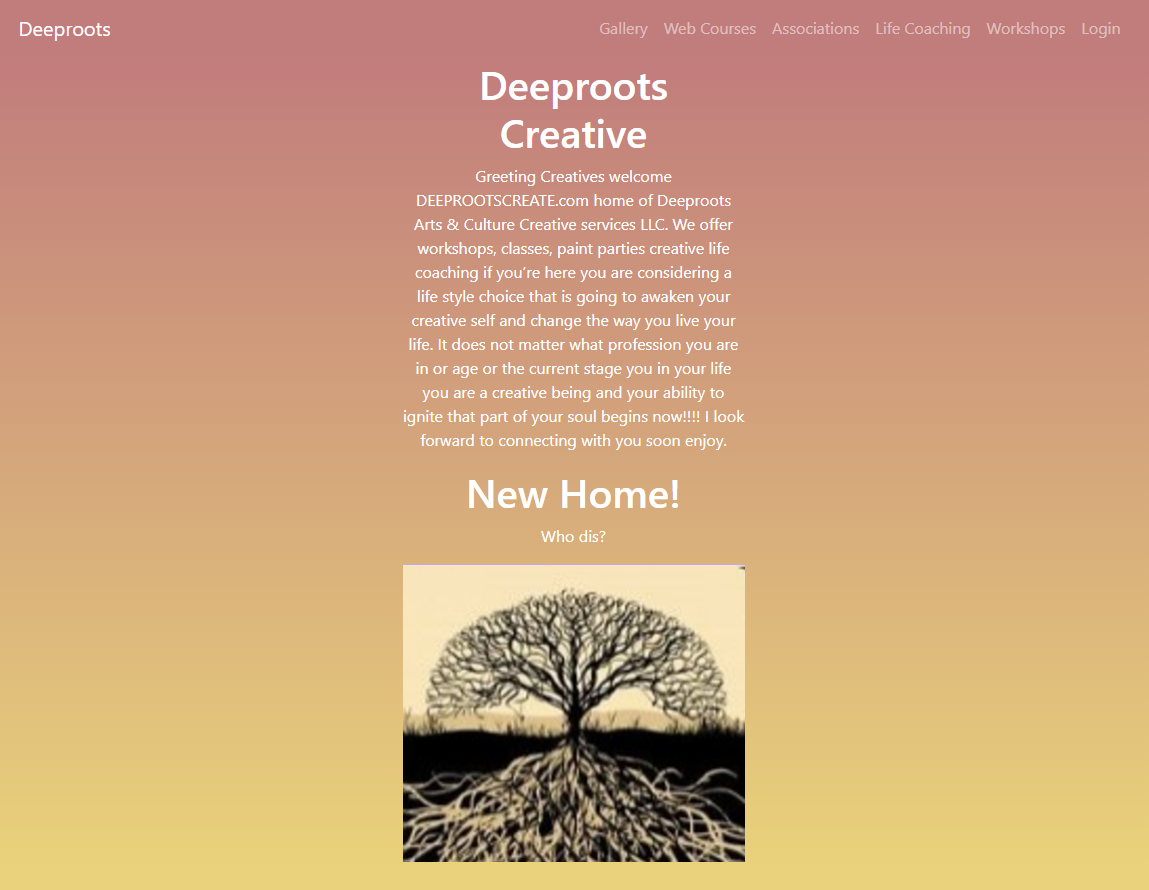 Deeproots
Gallery Web Courses Associations Life Coaching Workshops Login
Deeproots
Creative
Greeting Creatives welcome
DEEPROOTSCREATE.com home of Deeproots
Arts & Culture Creative services LLC. We offer
workshops, classes, paint parties creative life
coaching if you're here you are considering a
life style choice that is going to awaken your
creative self and change the way you live your
life. It does not matter what profession you are
in or age or the current stage you in your life
you are a creative being and your ability to
ignite that part of your soul begins now!!!! I look
forward to connecting with you soon enjoy.
New Home!
Who dis?